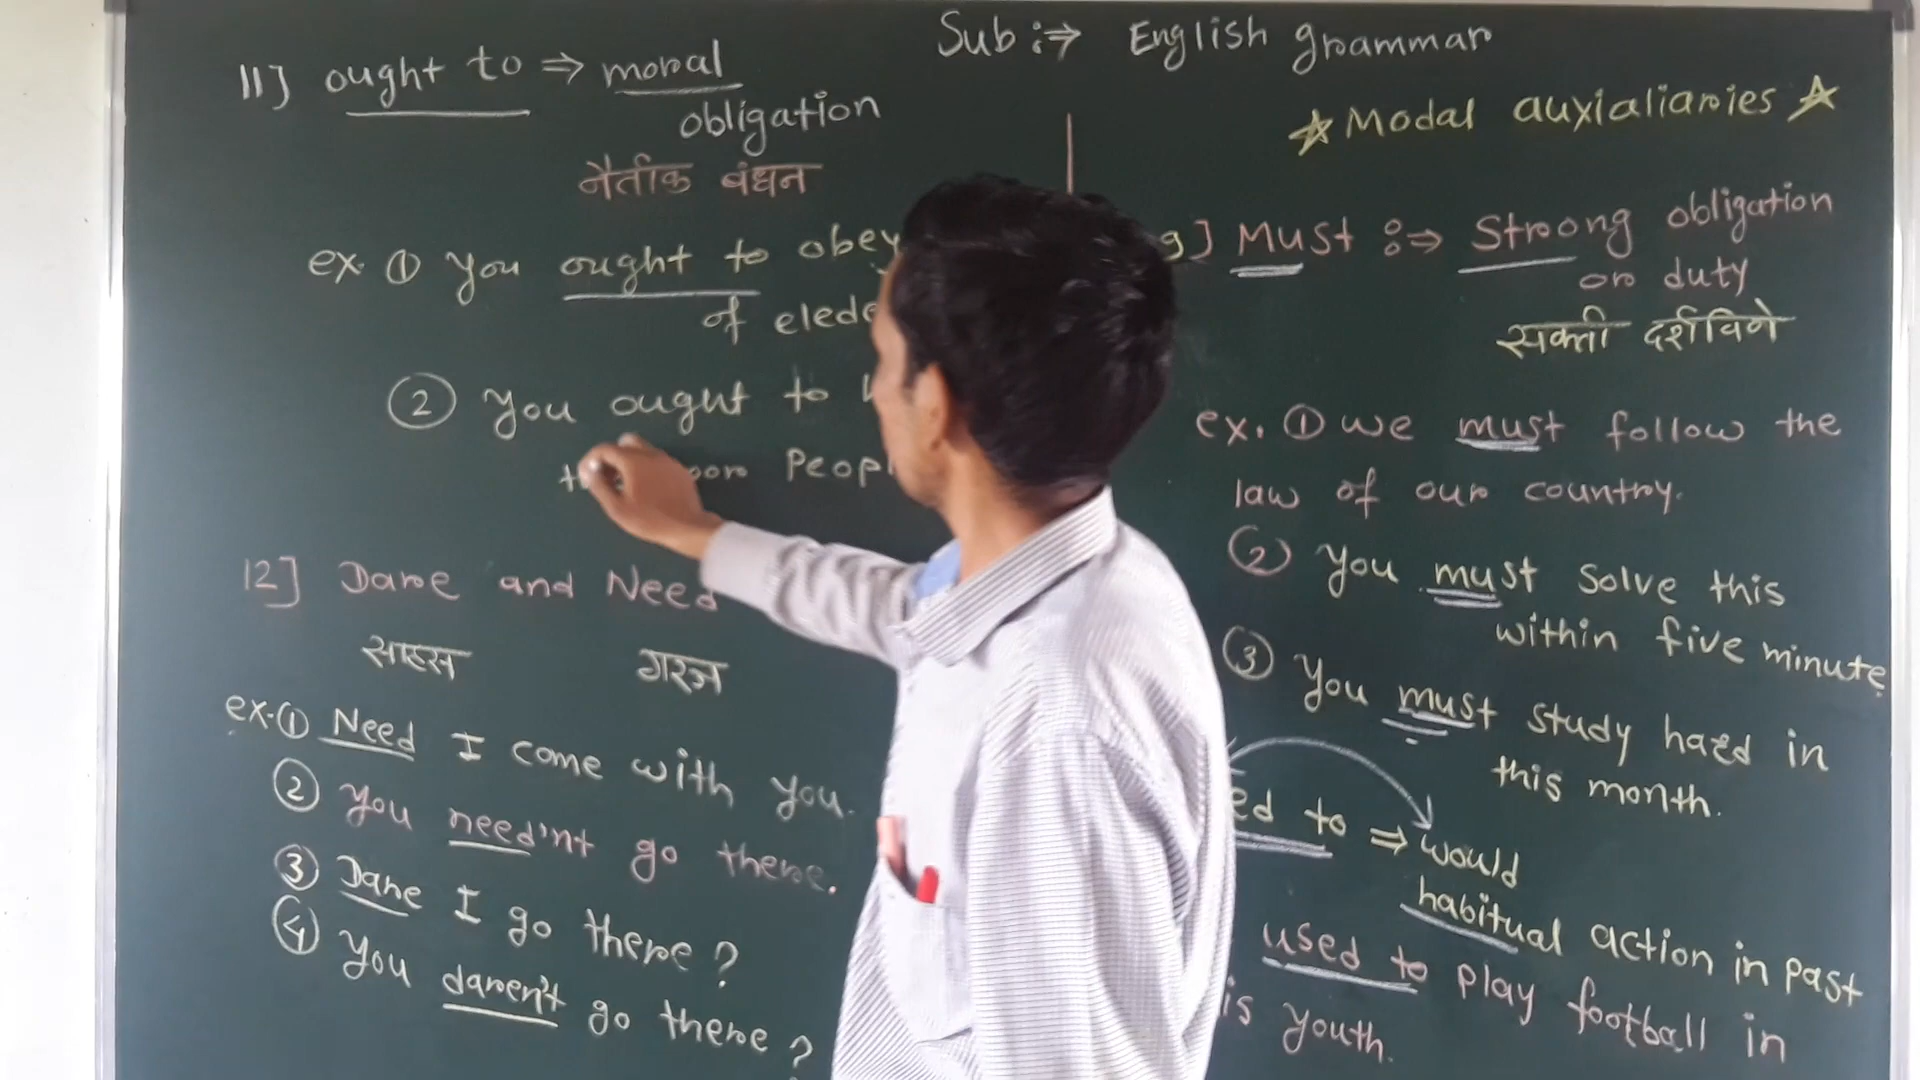 Sub :⇒ English grammar
☆ Modal auxialiaries ☆
11] ought to ⇒ moral
obligation
नैतीक बंधन
ex. ① You ought to obey
of
② You ought to
poor
12] Dare and Need
साहस गरज
ex. ① Need I come with you.
② You need'nt go there.
③ Dare I go there?
④ You daren't go there?
9] Must :⇒ Strong obligation
or duty
सक्ती दर्शविणे
ex. ① we must follow the
law of our country.
② You must solve this
within five minute
③ You must study hard in
this month.
to ⇒ would
habitual action in past
used to play football in
youth.